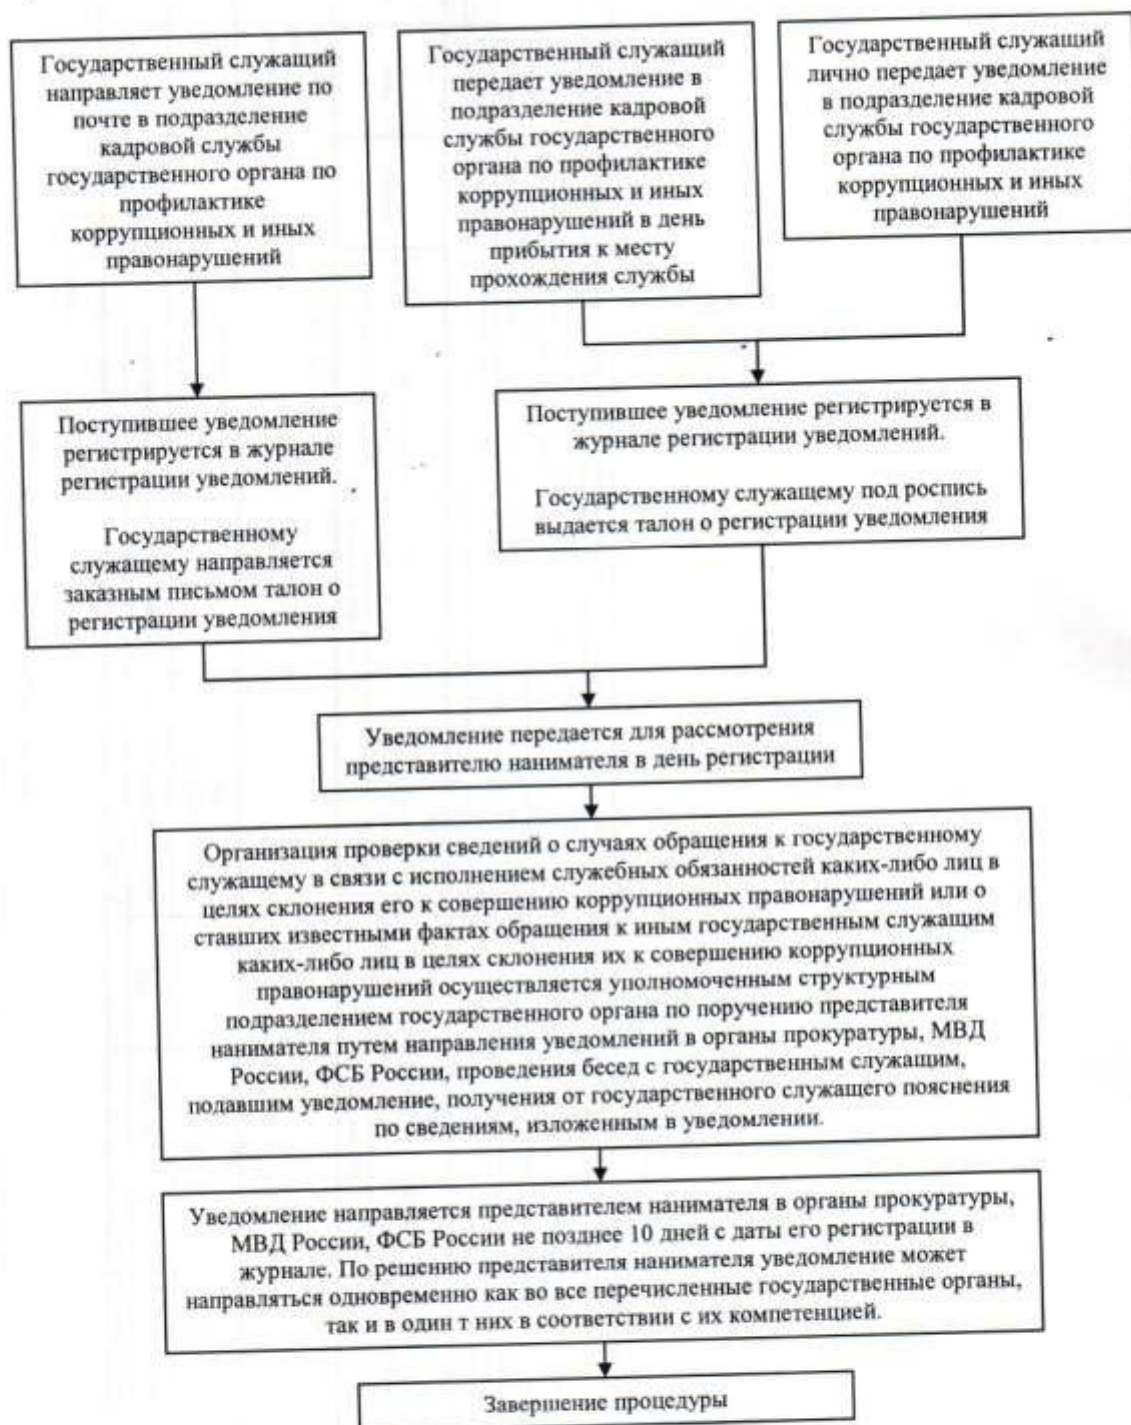 Государственный служащий
направляет уведомление по
почте в подразделение
кадровой службы
государственного органа по
профилактике
коррупционных и иных
правонарушений
Государственный служащий
передает уведомление в
подразделение кадровой
службы государственного
органа по профилактике
коррупционных и иных
правонарушений в день
прибытия к месту
прохождения службы
Государственный служащий
лично передает уведомление
в подразделение кадровой
службы государственного
органа по профилактике
коррупционных и иных
правонарушений
Поступившее уведомление
регистрируется в журнале
регистрации уведомлений.
Государственному
служащему направляется
заказным письмом талон о
регистрации уведомления
Поступившее уведомление регистрируется в
журнале регистрации уведомлений.
Государственному служащему под роспись
выдается талон о регистрации уведомления
Уведомление передается для рассмотрения
представителю нанимателя в день регистрации
Организация проверки сведений о случаях обращения к государственному
служащему в связи с исполнением служебных обязанностей каких-либо лиц в
целях склонения его к совершению коррупционных правонарушений или о
ставших известными фактах обращения к иным государственным служащим
каких-либо лиц в целях склонения их к совершению коррупционных
правонарушений осуществляется уполномоченным структурным
подразделением государственного органа по поручению представителя
нанимателя путем направления уведомлений в органы прокуратуры, МВД
России, ФСБ России, проведения бесед с государственным служащим,
подавшим уведомление, получения от государственного служащего пояснения
по сведениям, изложенным в уведомлении.
Уведомление направляется представителем нанимателя в органы прокуратуры,
МВД России, ФСБ России не позднее 10 дней с даты его регистрации в
журнале. По решению представителя нанимателя уведомление может
направляться одновременно как во все перечисленные государственные органы,
так и в один т них в соответствии с их компетенцией.
Завершение процедуры